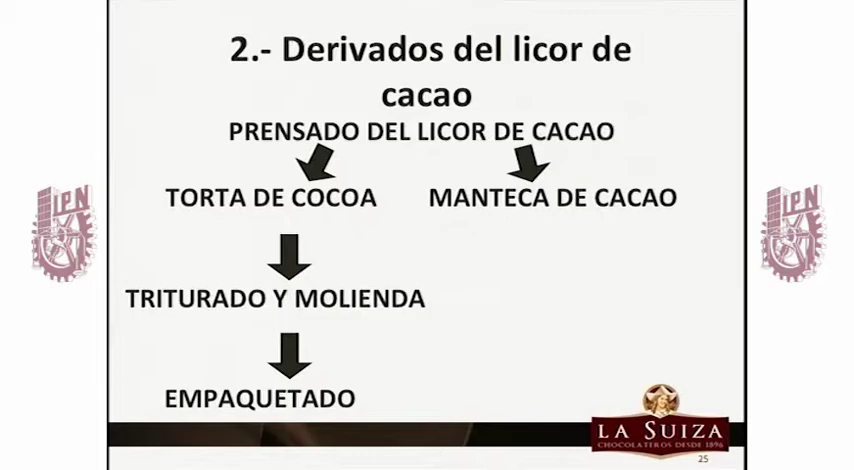 2.- Derivados del licor de
cacao
PRENSADO DEL LICOR DE CACAO
TORTA DE COCOA MANTECA DE CACAO
TRITURADO Y MOLIENDA
EMPAQUETADO
I.P.N
I.P.N
LA SUIZA
CHOCOLATEROS DESDE 1896
25